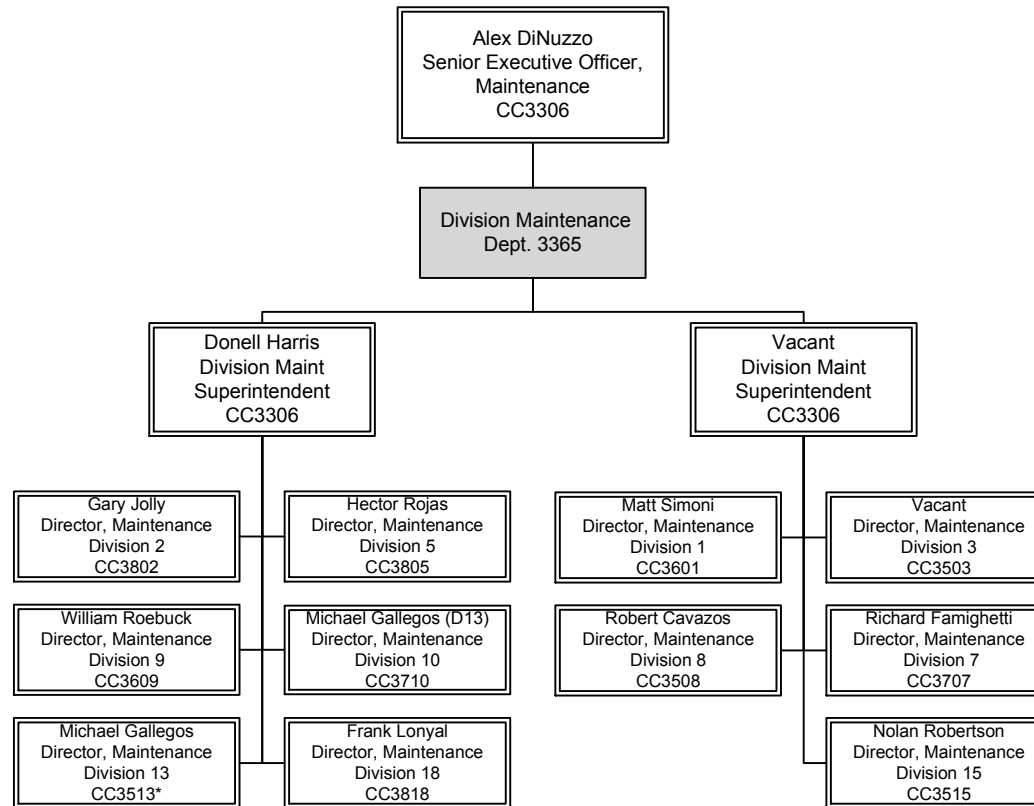 Alex DiNuzzo
Senior Executive Officer,
Maintenance
CC3306
Division Maintenance
Dept. 3365
Donell Harris
Division Maint
Superintendent
CC3306
Vacant
Division Maint
Superintendent
CC3306
Gary Jolly
Director, Maintenance
Division 2
CC3802
Hector Rojas
Director, Maintenance
Division 5
CC3805
Matt Simoni
Director, Maintenance
Division 1
CC3601
Vacant
Director, Maintenance
Division 3
CC3503
William Roebuck
Director, Maintenance
Division 9
CC3609
Michael Gallegos (D13)
Director, Maintenance
Division 10
CC3710
Robert Cavazos
Director, Maintenance
Division 8
CC3508
Richard Famighetti
Director, Maintenance
Division 7
CC3707
Michael Gallegos
Director, Maintenance
Division 13
CC3513*
Frank Lonyal
Director, Maintenance
Division 18
CC3818
Nolan Robertson
Director, Maintenance
Division 15
CC3515